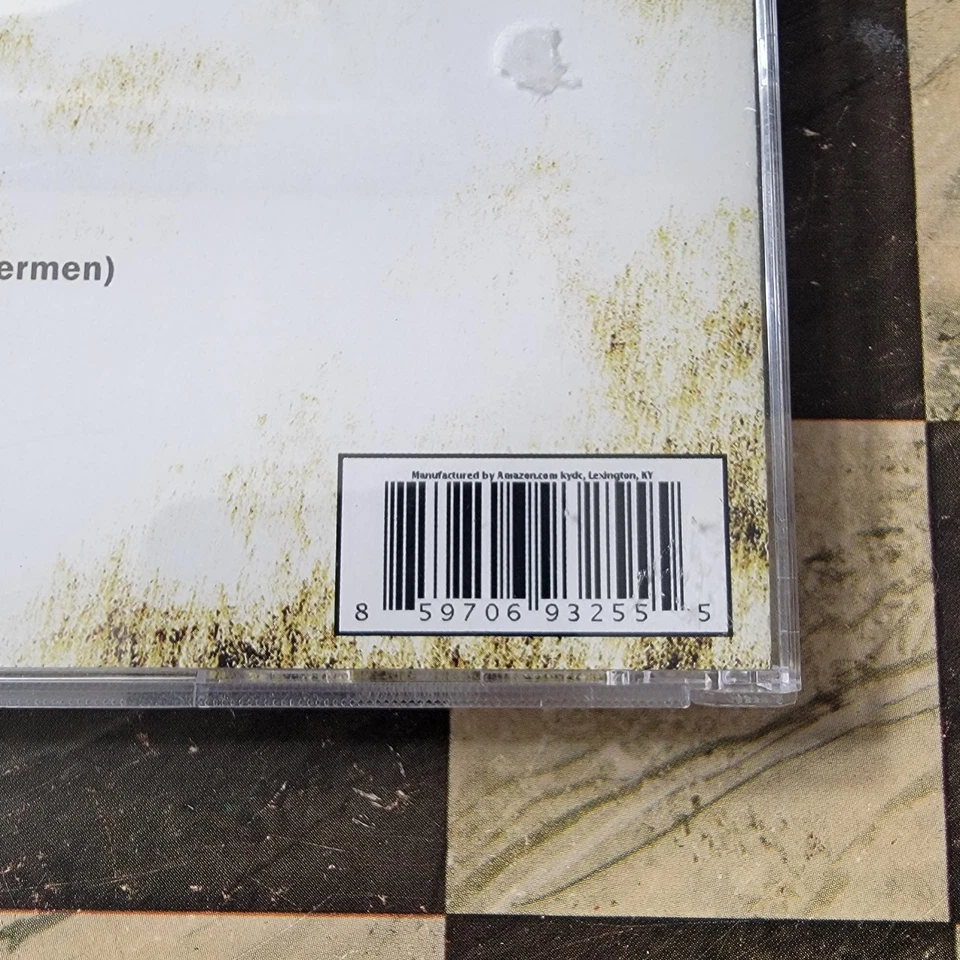 ermen)
Manufactured by Amazon.com kydc, Lexington, KY
8 59706 93255 5